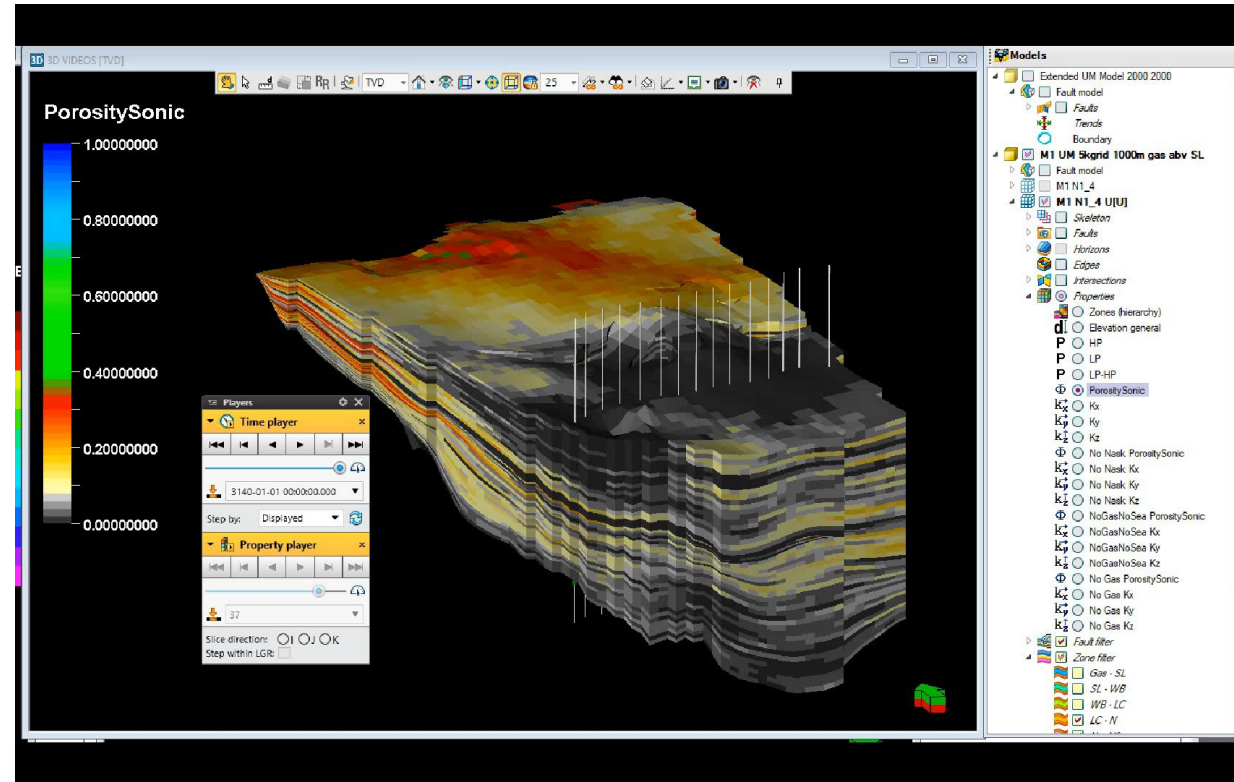 3D 3D VIDEOS [TVD]
TVD
25
PorositySonic
1.00000000
0.80000000
0.60000000
0.40000000
0.20000000
0.00000000
Players
Time player
3140-01-01 00:00:00.000
Step by: Displayed
Property player
37
Slice direction: I J K
Step within LGR:
Models
Extended UM Model 2000 2000
Fault model
Faults
Trends
Boundary
M1 UM 5kgrid 1000m gas abv SL
Fault model
M1 N1_4
M1 N1_4 U[U]
Skeleton
Faults
Horizons
Edges
Intersections
Properties
Zones (hierarchy)
Elevation general
P HP
P LP
P LP-HP
Φ PorositySonic
Kx
Ky
Kz
Φ No Nask PorositySonic
No Nask Kx
No Nask Ky
No Nask Kz
Φ NoGasNoSea PorositySonic
NoGasNoSea Kx
NoGasNoSea Ky
NoGasNoSea Kz
Φ No Gas PorositySonic
No Gas Kx
No Gas Ky
No Gas Kz
Fault filter
Zone filter
Gas - SL
SL - WB
WB - LC
LC - N